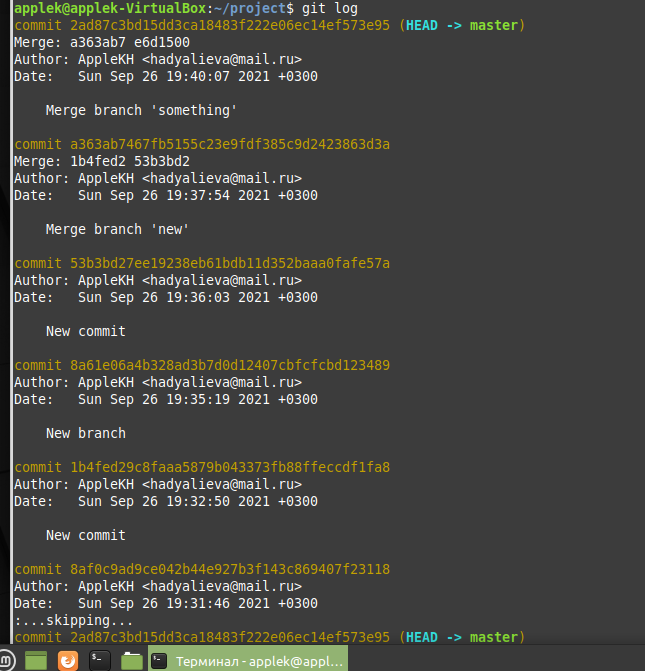 applek@applek-VirtualBox:~/project$ git log
commit 2ad87c3bd15dd3ca18483f222e06ec14ef573e95 (HEAD -> master)
Merge: a363ab7 e6d1500
Author: AppleKH <hadyalieva@mail.ru>
Date:   Sun Sep 26 19:40:07 2021 +0300
Merge branch 'something'
commit a363ab7467fb5155c23e9fdf385c9d2423863d3a
Merge: 1b4fed2 53b3bd2
Author: AppleKH <hadyalieva@mail.ru>
Date:   Sun Sep 26 19:37:54 2021 +0300
Merge branch 'new'
commit 53b3bd27ee19238eb61bdb11d352baaa0fafe57a
Author: AppleKH <hadyalieva@mail.ru>
Date:   Sun Sep 26 19:36:03 2021 +0300
New commit
commit 8a61e06a4b328ad3b7d0d12407cbfcfcbd123489
Author: AppleKH <hadyalieva@mail.ru>
Date:   Sun Sep 26 19:35:19 2021 +0300
New branch
commit 1b4fed29c8faaa5879b043373fb88ffeccdf1fa8
Author: AppleKH <hadyalieva@mail.ru>
Date:   Sun Sep 26 19:32:50 2021 +0300
New commit
commit 8af0c9ad9ce042b44e927b3f143c869407f23118
Author: AppleKH <hadyalieva@mail.ru>
Date:   Sun Sep 26 19:31:46 2021 +0300
:...skipping...
commit 2ad87c3bd15dd3ca18483f222e06ec14ef573e95 (HEAD -> master)
Терминал - applek@appl...